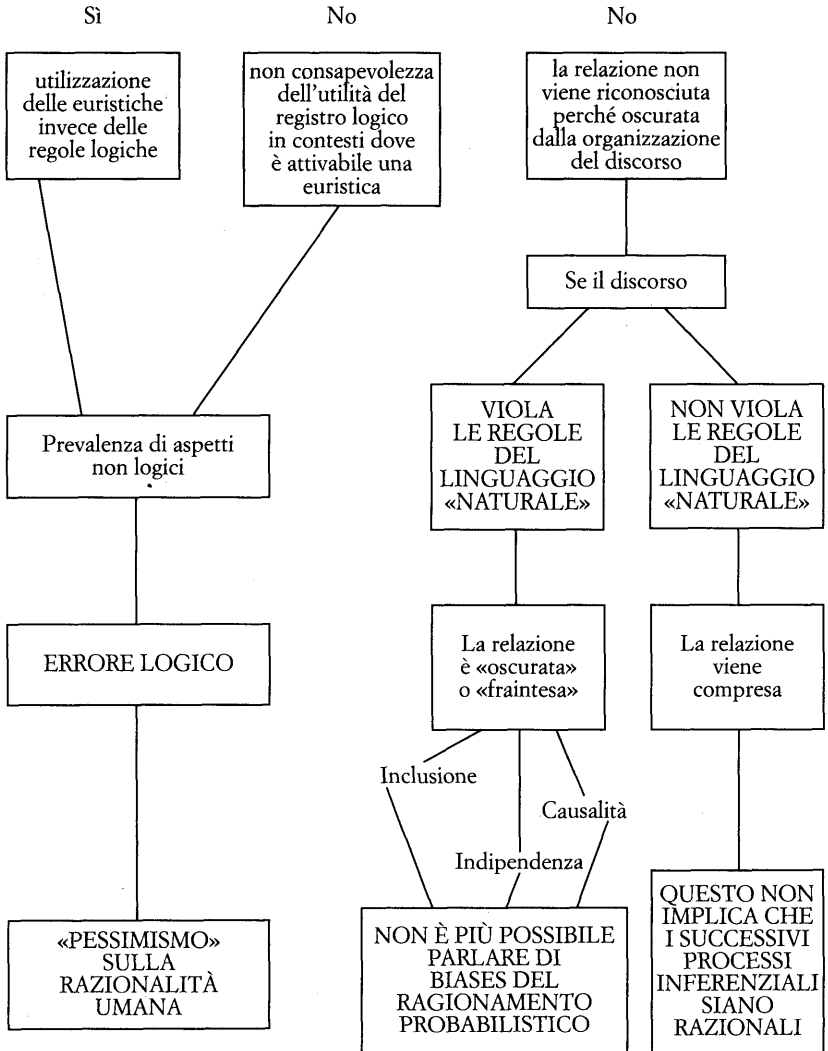 Sì
No
No
utilizzazione
delle euristiche
invece delle
regole logiche
non consapevolezza
dell'utilità del
registro logico
in contesti dove
è attivabile una
euristica
la relazione non
viene riconosciuta
perché oscurata
dalla organizzazione
del discorso
Se il discorso
Prevalenza di aspetti
non logici
VIOLA
LE REGOLE
DEL
LINGUAGGIO
«NATURALE»
NON VIOLA
LE REGOLE
DEL
LINGUAGGIO
«NATURALE»
ERRORE LOGICO
La relazione
è «oscurata»
o «fraintesa»
La relazione
viene
compresa
Inclusione
Causalità
Indipendenza
«PESSIMISMO»
SULLA
RAZIONALITÀ
UMANA
NON È PIÙ POSSIBILE
PARLARE DI
BIASES DEL
RAGIONAMENTO
PROBABILISTICO
QUESTO NON
IMPLICA CHE
I SUCCESSIVI
PROCESSI
INFERENZIALI
SIANO
RAZIONALI